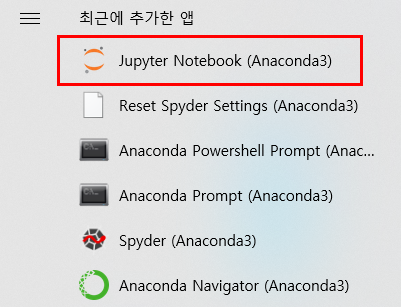 최근에 추가한 앱
Jupyter Notebook (Anaconda3)
Reset Spyder Settings (Anaconda3)
Anaconda Powershell Prompt (Anac...
Anaconda Prompt (Anaconda3)
Spyder (Anaconda3)
Anaconda Navigator (Anaconda3)